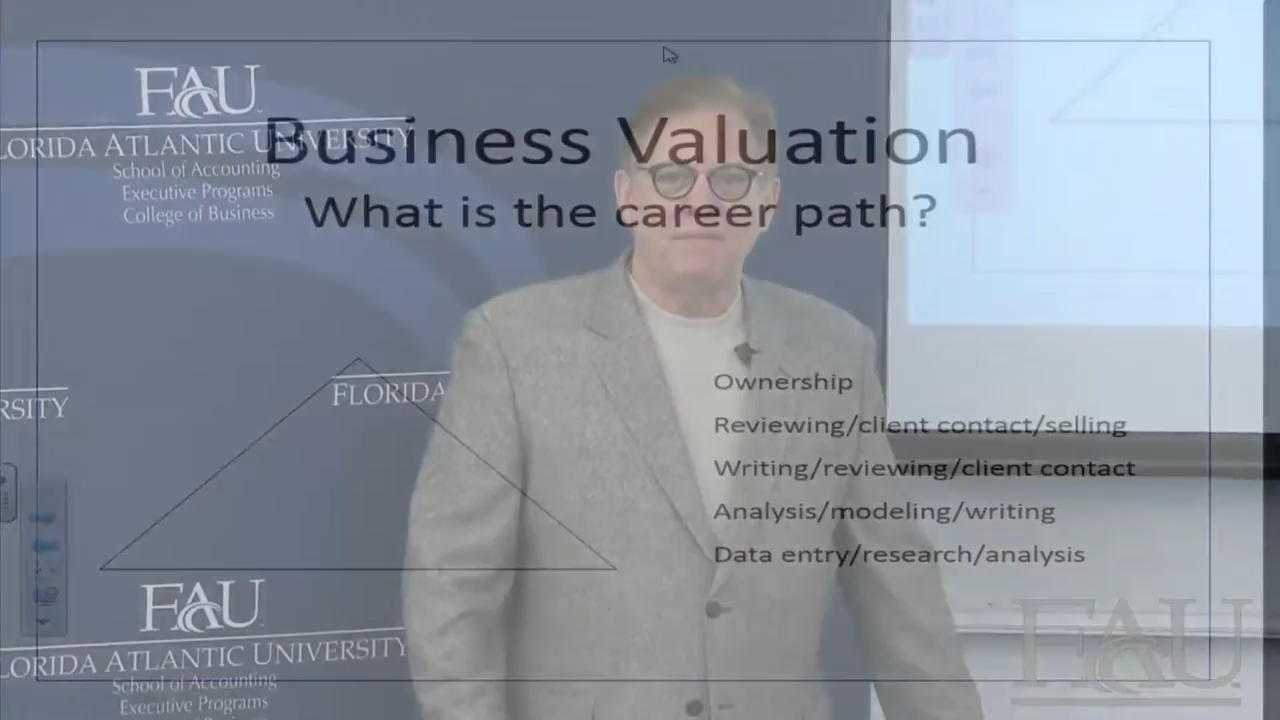 FAU
FLORIDA ATLANTIC UNIVERSITY
School of Accounting
Executive Programs
College of Business
Business Valuation
What is the career path?
RSITY
FLORIDA
Ownership
Reviewing/client contact/selling
Writing/reviewing/client contact
Analysis/modeling/writing
Data entry/research/analysis
FAU
LORIDA ATLANTIC UNIVERSITY
School of Accounting
Executive Programs
FAU